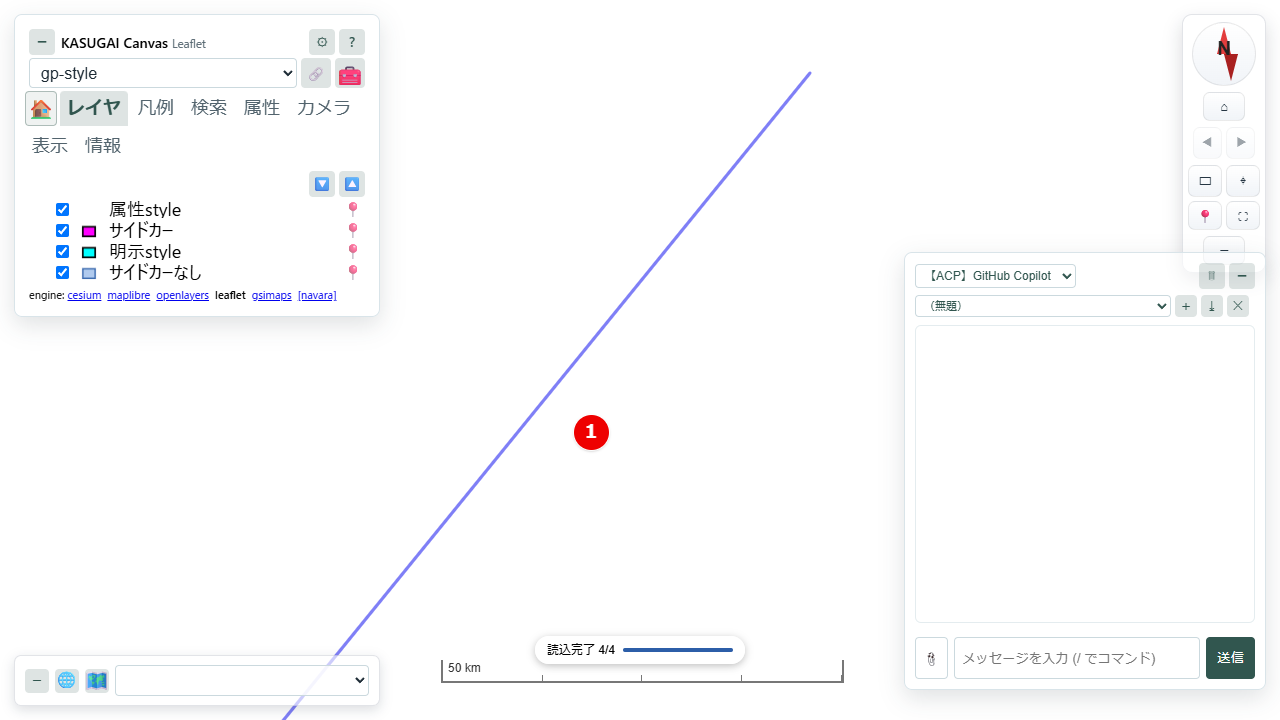 − KASUGAI Canvas Leaflet ⚙ ?
gp-style
レイヤ 凡例 検索 属性 カメラ
表示 情報
属性style
サイドカー
明示style
サイドカーなし
engine: cesium maplibre openlayers leaflet gsimaps [navara]
N
【ACP】GitHub Copilot
（無題）
1
メッセージを入力 (/ でコマンド)
送信
読込完了 4/4
50 km